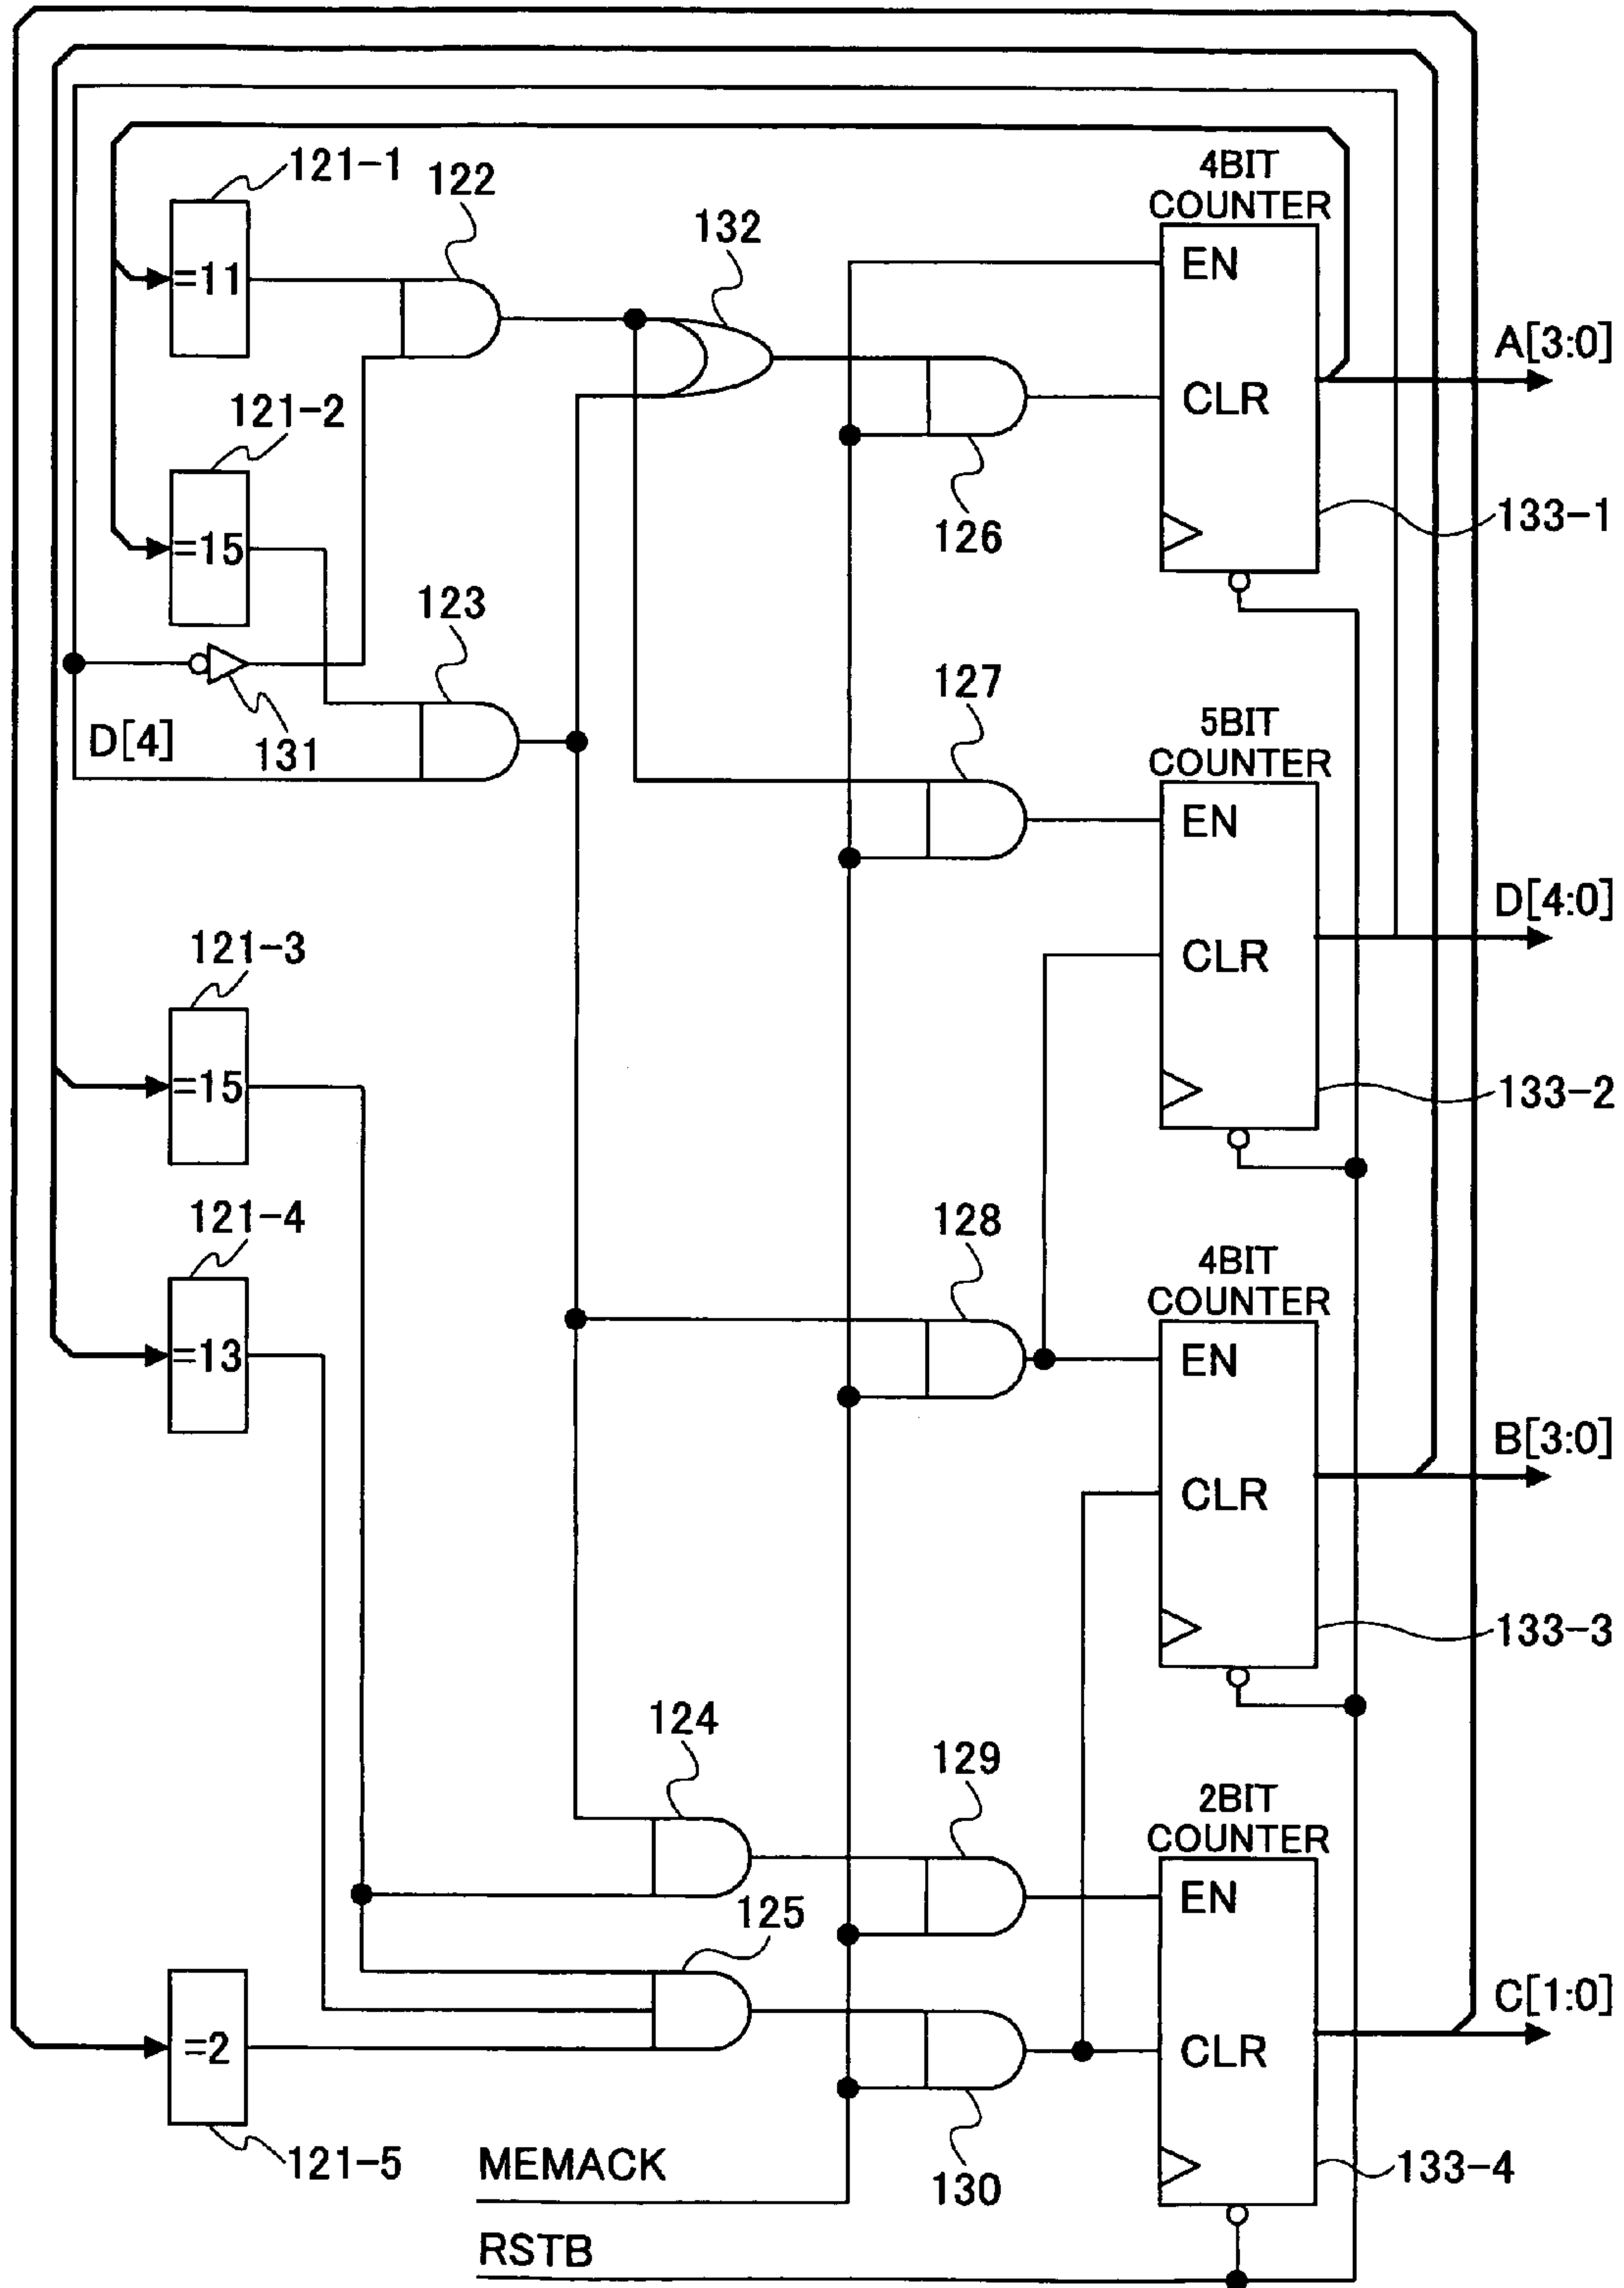 121-1
122
132
4BIT
COUNTER
EN
=11
A[3:0]
CLR
121-2
=15
126
133-1
123
131
D[4]
127
5BIT
COUNTER
EN
D[4:0]
CLR
121-3
=15
133-2
121-4
=13
128
4BIT
COUNTER
EN
B[3:0]
CLR
133-3
124
129
2BIT
COUNTER
EN
125
C[1:0]
=2
CLR
121-5
MEMACK
130
133-4
RSTB